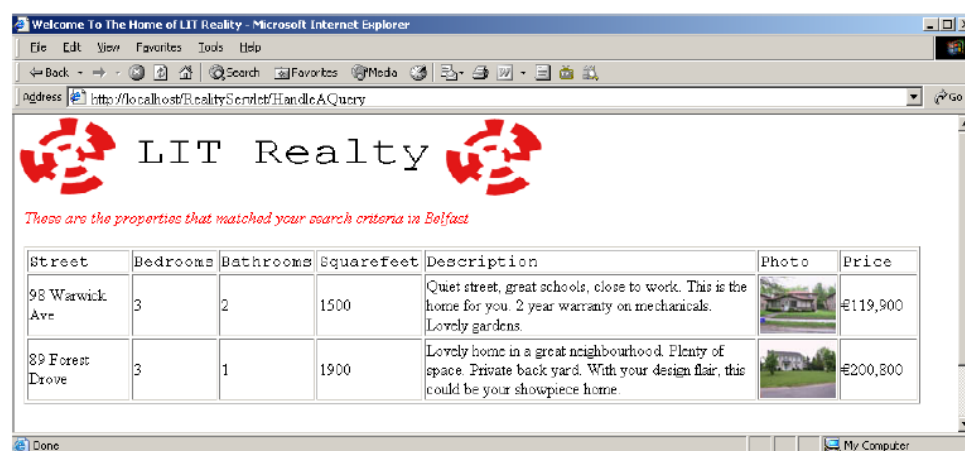 Welcome To The Home of LIT Reality - Microsoft Internet Explorer
File Edit View Favorites Tools Help
Back Search Favorites Media
Address http://localhost/RealityServlet/HandleAQuery Go
LIT Realty
These are the properties that matched your search criteria in Belfast
Street Bedrooms Bathrooms Squarefeet Description Photo Price
98 Warwick Ave 3 2 1500 Quiet street, great schools, close to work. This is the home for you. 2 year warranty on mechanicals. Lovely gardens. €119,900
89 Forest Drove 3 1 1900 Lovely home in a great neighbourhood. Plenty of space. Private back yard. With your design flair, this could be your showpiece home. €200,800
Done My Computer